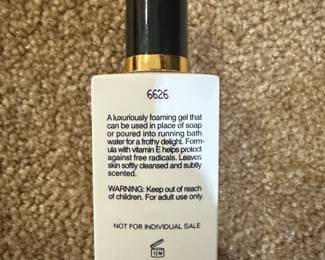 6626
A luxuriously foaming gel that
can be used in place of soap
or poured into running bath
water for a frothy delight. Form-
ula with vitamin E helps protect
against free radicals. Leaves
skin softly cleansed and subtly
scented.
WARNING: Keep out of reach
of children. For adult use only.
NOT FOR INDIVIDUAL SALE
12M